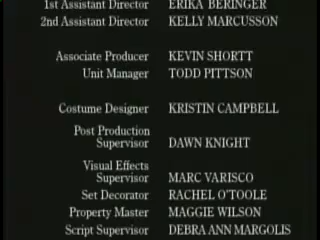 1st Assistant Director ERIKA BERINGER
2nd Assistant Director KELLY MARCUSSON
Associate Producer KEVIN SHORTT
Unit Manager TODD PITTSON
Costume Designer KRISTIN CAMPBELL
Post Production
Supervisor DAWN KNIGHT
Visual Effects
Supervisor MARC VARISCO
Set Decorator RACHEL O'TOOLE
Property Master MAGGIE WILSON
Script Supervisor DEBRA ANN MARGOLIS